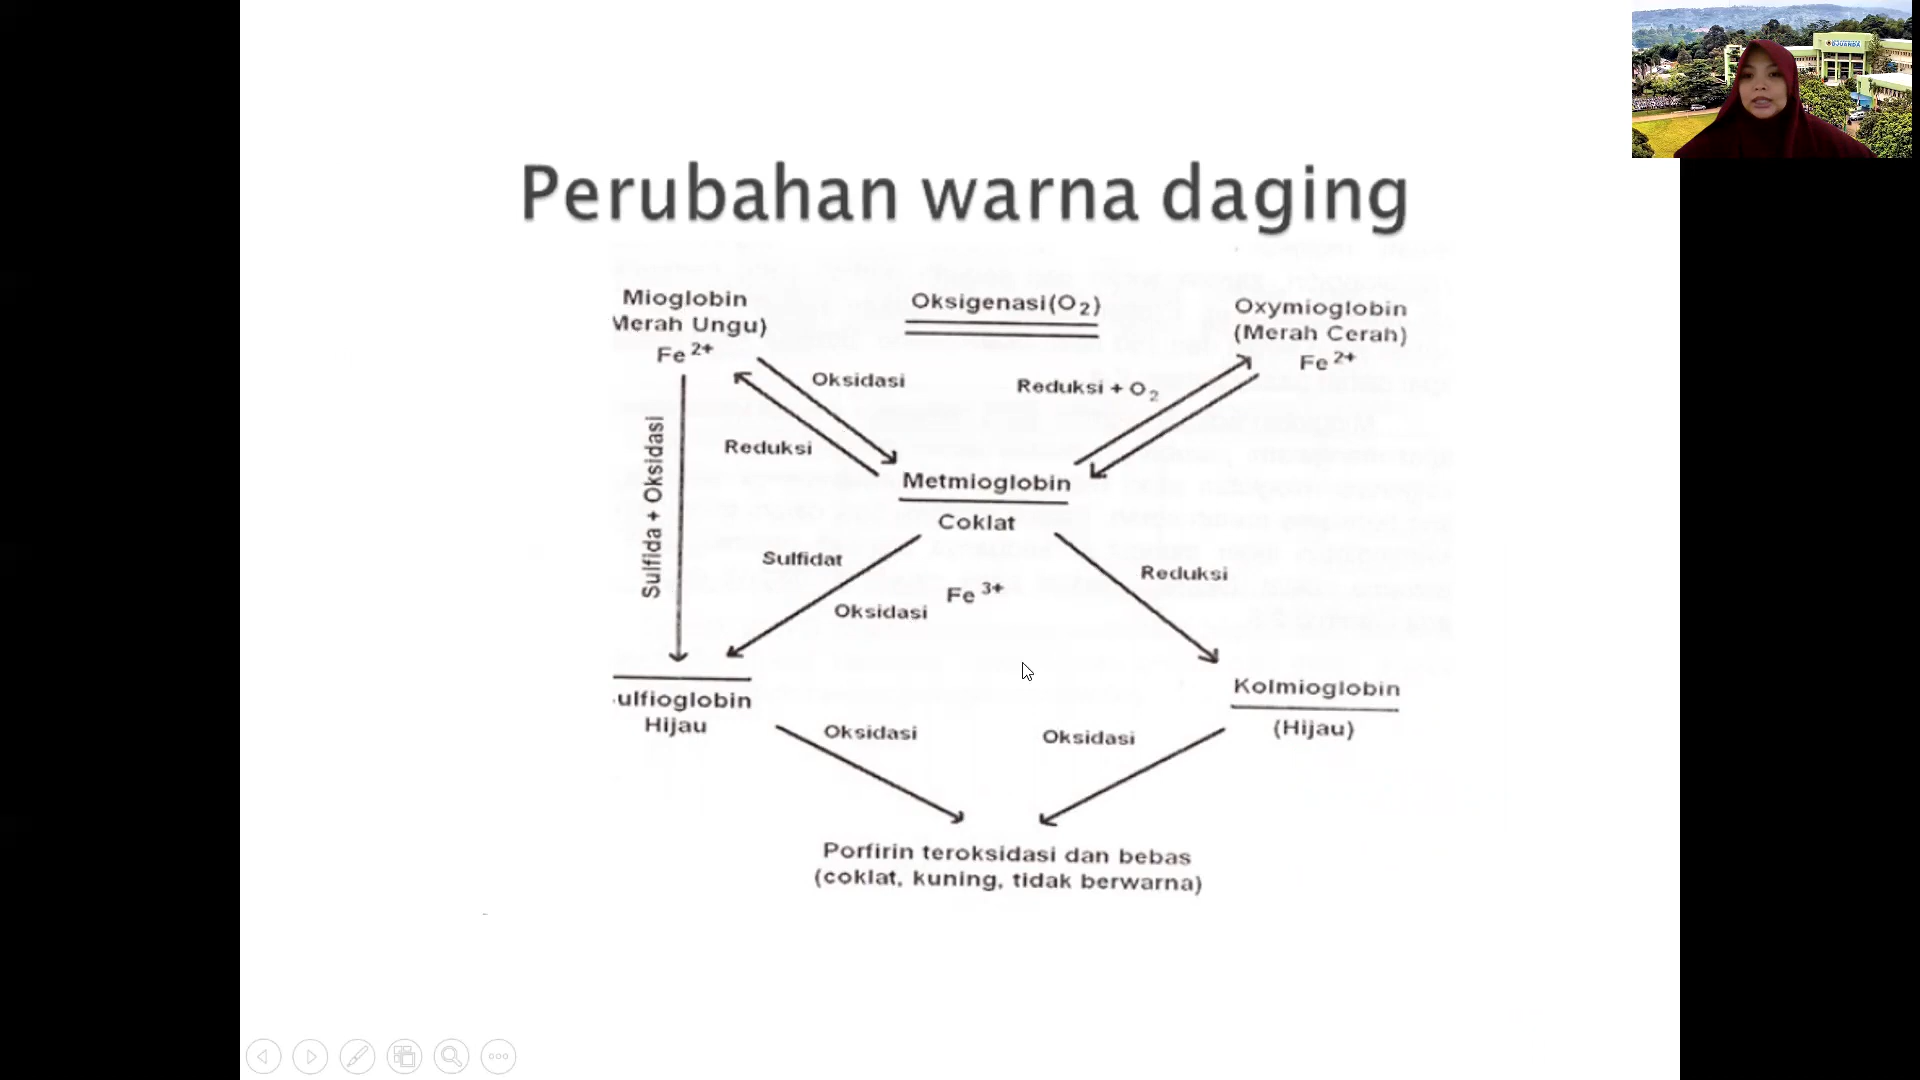 DJUANDA
Perubahan warna daging
Mioglobin
Merah Ungu)
Fe 2+
Oksigenasi(O2)
Oxymioglobin
(Merah Cerah)
Fe 2+
Oksidasi
Reduksi + O2
Sulfida + Oksidasi
Reduksi
Metmioglobin
Coklat
Sulfidat
Oksidasi
Fe 3+
Reduksi
ulfioglobin
Hijau
Kolmioglobin
(Hijau)
Oksidasi
Oksidasi
Porfirin teroksidasi dan bebas
(coklat, kuning, tidak berwarna)